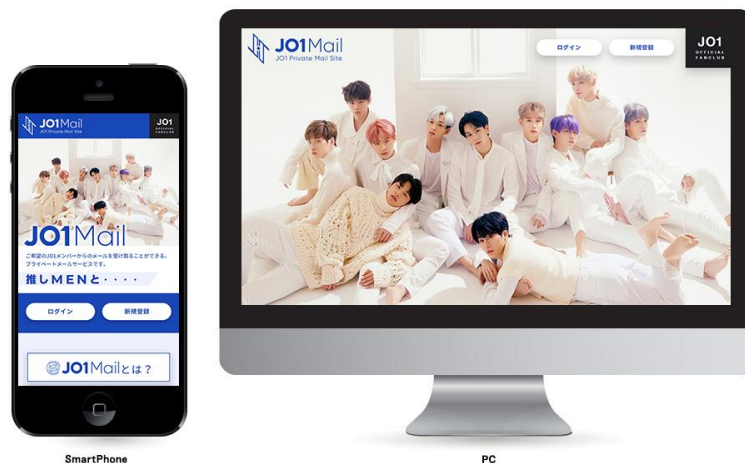 JO1Mail
JO1 Private Mail Site
JO1
OFFICIAL
FANCLUB
JO1Mail
ご希望のJO1メンバーからのメールを受け取ることができる、
プライベートメールサービスです。
推しMENと・・・・
ログイン
新規登録
JO1Mailとは？
SmartPhone
JO1Mail
JO1 Private Mail Site
ログイン
新規登録
JO1
OFFICIAL
FANCLUB
PC